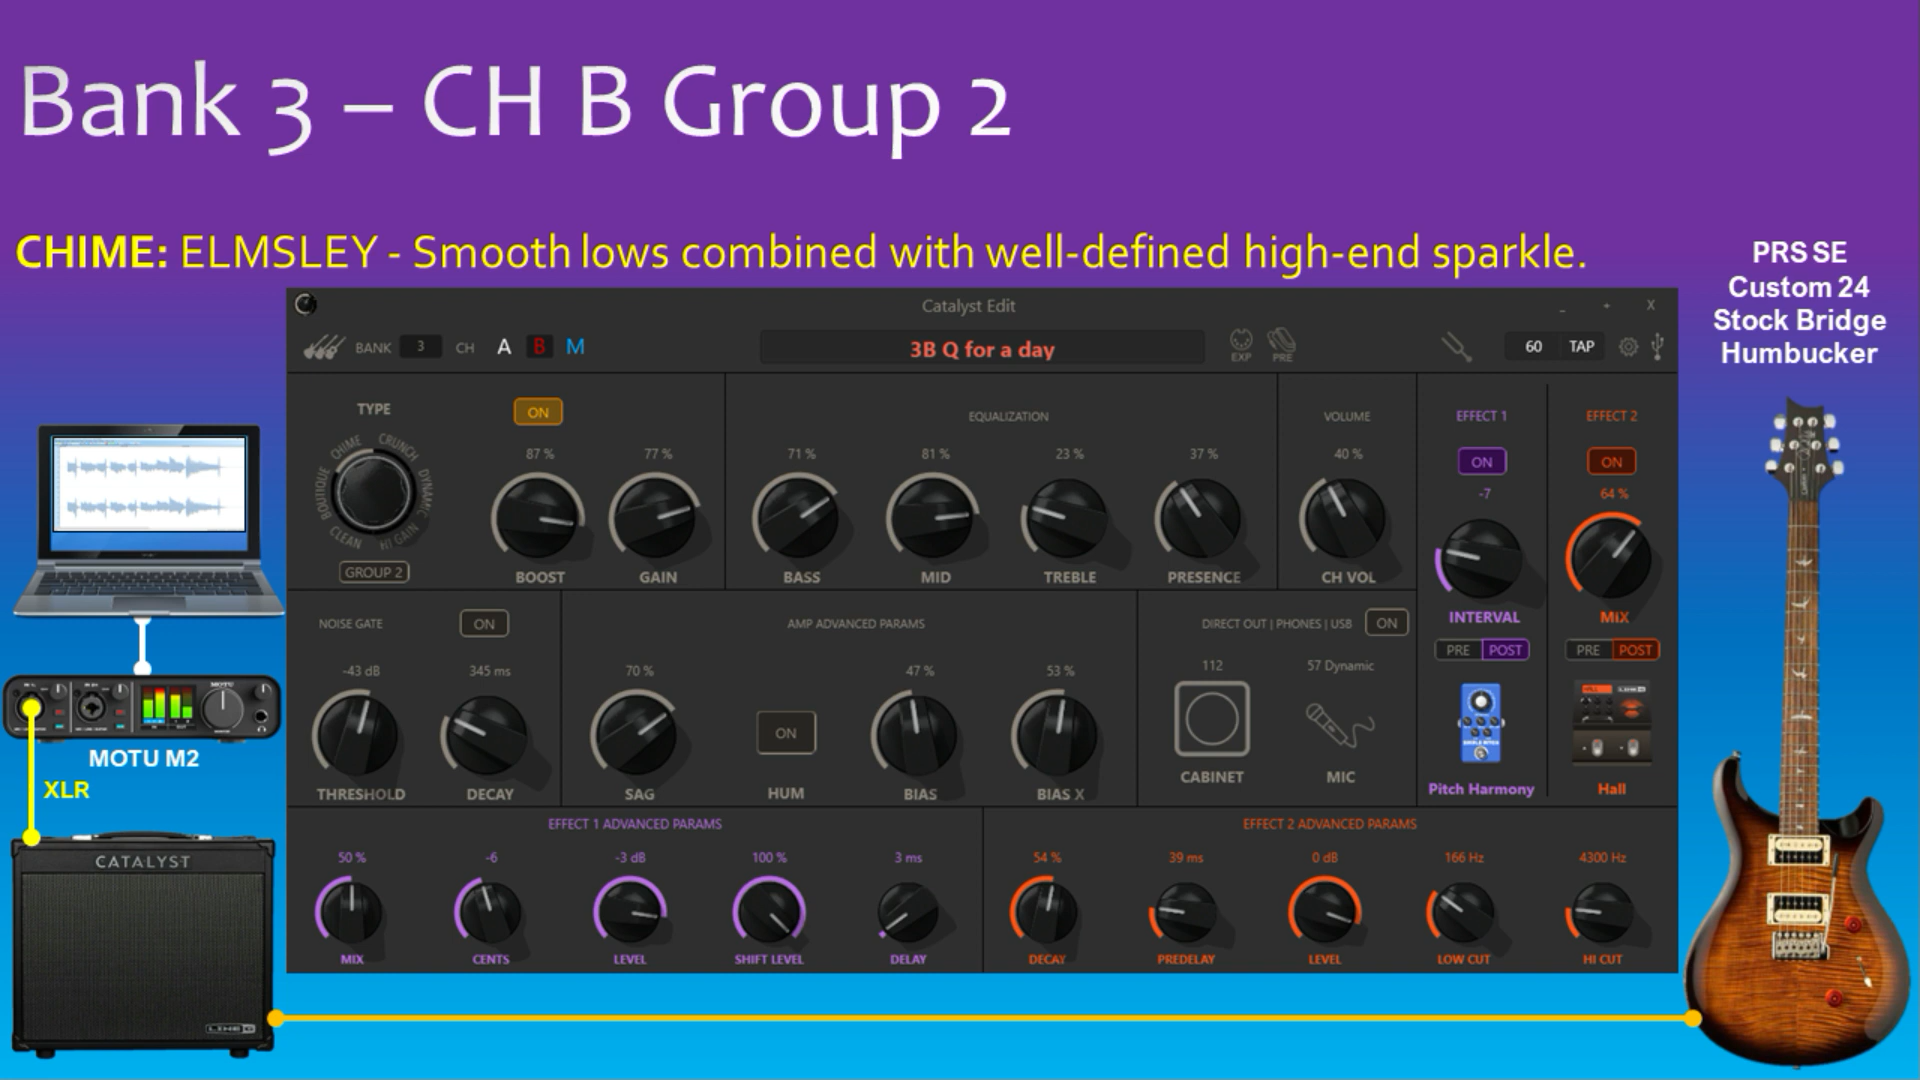 Bank 3 – CH B Group 2
CHIME: ELMSLEY - Smooth lows combined with well-defined high-end sparkle.
PRS SE
Custom 24
Stock Bridge
Humbucker
Catalyst Edit
BANK 3 CH A B M
3B Q for a day
EXP PRE
60 TAP
TYPE
CHIME CRUNCH DYNAMIC HI GAIN CLEAN BOUTIQUE
GROUP 2
ON
87 % 77 %
BOOST GAIN
EQUALIZATION
71 % 81 % 23 % 37 %
BASS MID TREBLE PRESENCE
VOLUME
40 %
CH VOL
EFFECT 1
ON
-7
INTERVAL
PRE POST
Pitch Harmony
EFFECT 2
ON
64 %
MIX
PRE POST
Hall
NOISE GATE ON
-43 dB 345 ms
THRESHOLD DECAY
AMP ADVANCED PARAMS
70 % 47 % 53 %
ON
SAG HUM BIAS BIAS X
DIRECT OUT | PHONES | USB ON
112 57 Dynamic
CABINET MIC
EFFECT 1 ADVANCED PARAMS
50 % -6 -3 dB 100 % 3 ms
MIX CENTS LEVEL SHIFT LEVEL DELAY
EFFECT 2 ADVANCED PARAMS
54 % 39 ms 0 dB 166 Hz 4300 Hz
DECAY PREDELAY LEVEL LOW CUT HI CUT
MOTU
MOTU M2
XLR
CATALYST
LINE 6